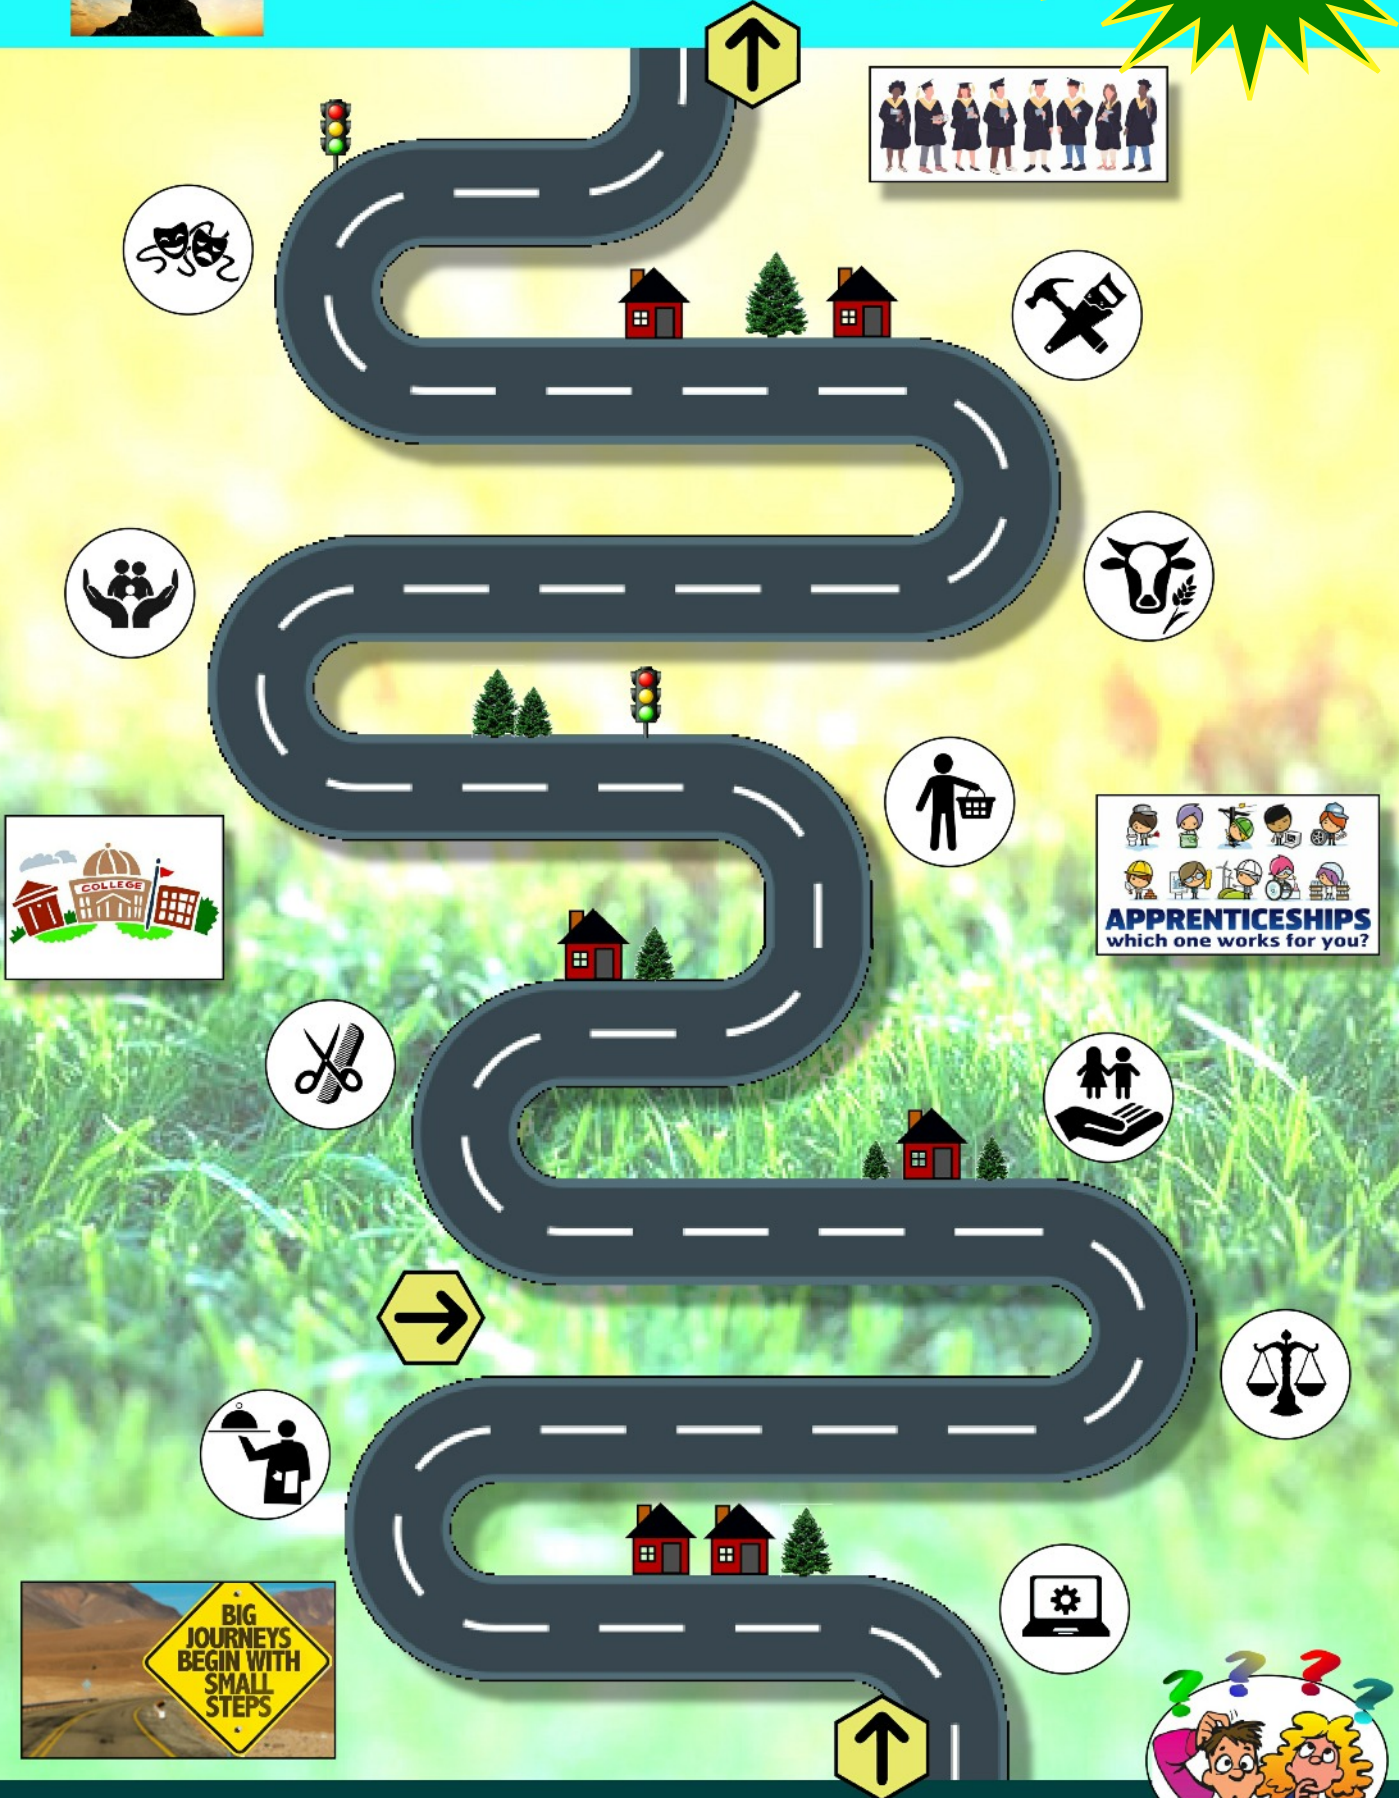 COLLEGE
APPRENTICESHIPS
which one works for you?
BIG
JOURNEYS
BEGIN WITH
SMALL
STEPS
? ? ? ?